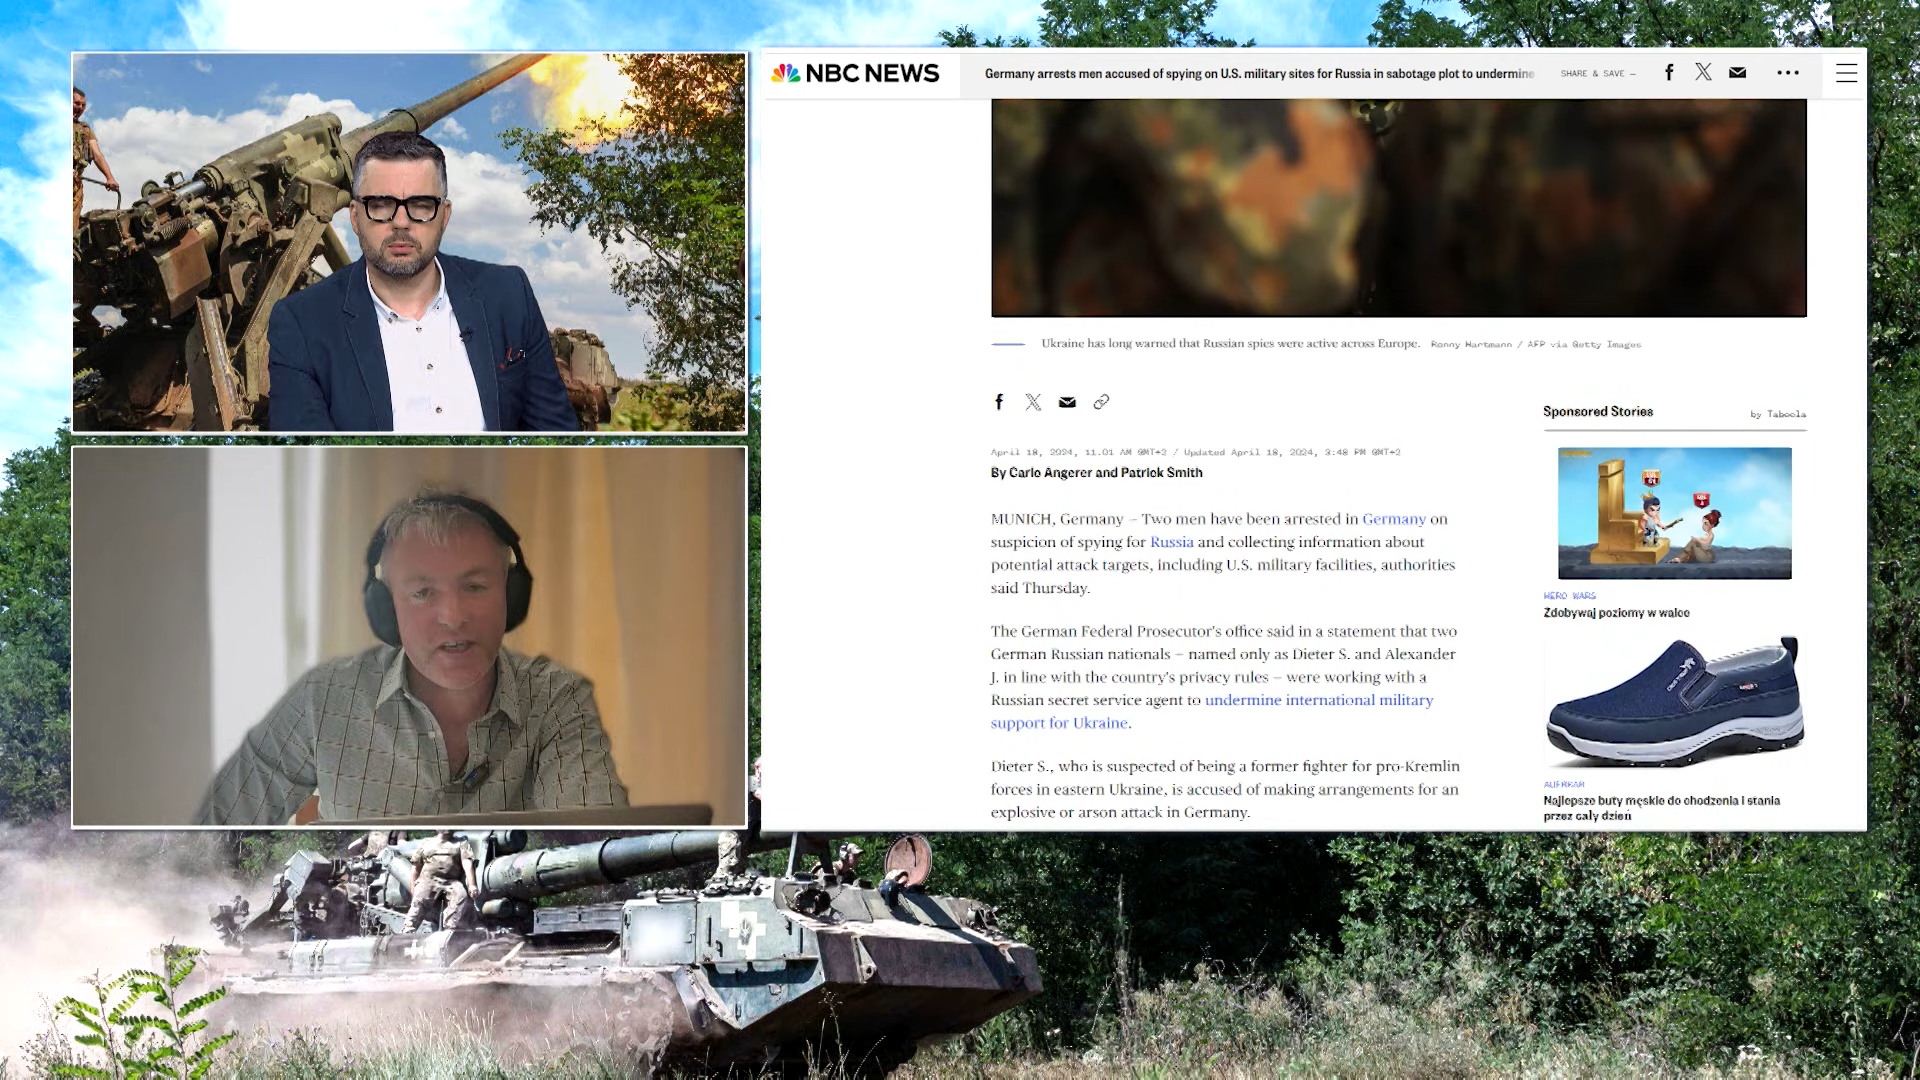 NBC NEWS
Germany arrests men accused of spying on U.S. military sites for Russia in sabotage plot to undermine
SHARE & SAVE —
Ukraine has long warned that Russian spies were active across Europe. Ronny Hartmann / AFP via Getty Images
Sponsored Stories
by Taboola
April 18, 2024, 11:01 AM GMT+2 / Updated April 18, 2024, 3:48 PM GMT+2
By Carlo Angerer and Patrick Smith
MUNICH, Germany — Two men have been arrested in Germany on
suspicion of spying for Russia and collecting information about
potential attack targets, including U.S. military facilities, authorities
said Thursday.
The German Federal Prosecutor's office said in a statement that two
German Russian nationals — named only as Dieter S. and Alexander
J. in line with the country's privacy rules — were working with a
Russian secret service agent to undermine international military
support for Ukraine.
Dieter S., who is suspected of being a former fighter for pro-Kremlin
forces in eastern Ukraine, is accused of making arrangements for an
explosive or arson attack in Germany.
HERO WARS
Zdobywaj poziomy w walce
Najlepsze buty męskie do chodzenia i stania
przez cały dzień